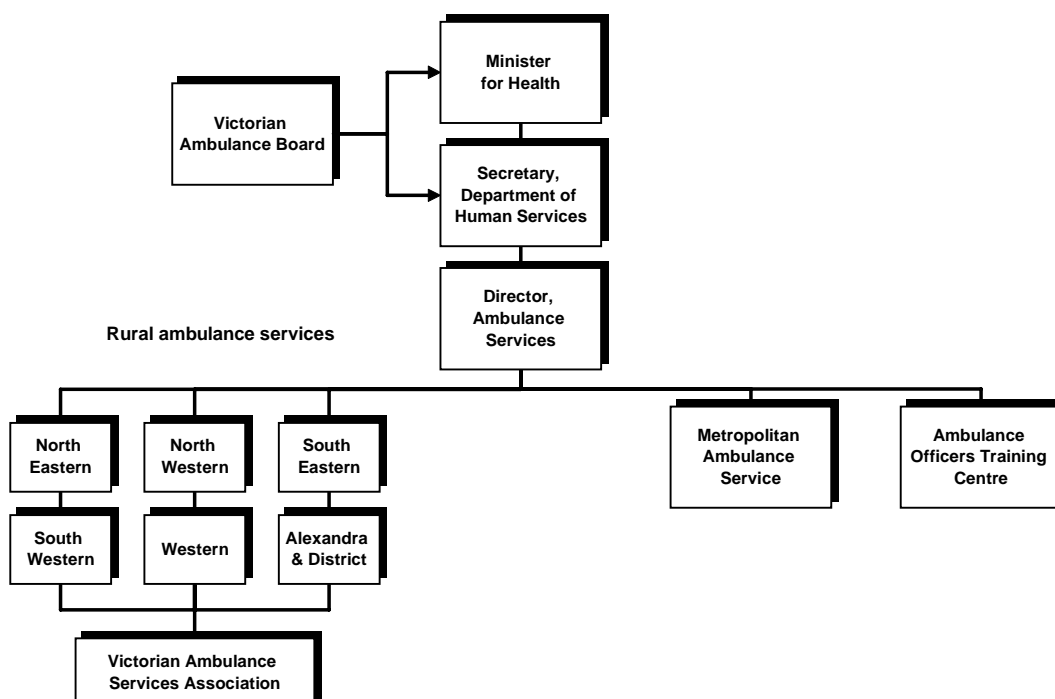 Minister
for Health
Victorian
Ambulance Board
Secretary,
Department of
Human Services
Director,
Ambulance
Services
Rural ambulance services
North
Eastern
North
Western
South
Eastern
Metropolitan
Ambulance
Service
Ambulance
Officers Training
Centre
South
Western
Western
Alexandra
& District
Victorian Ambulance
Services Association